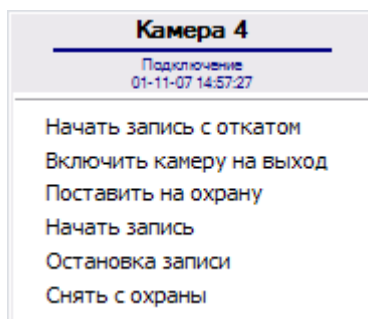 Камера 4
Подключение
01-11-07 14:57:27
Начать запись с откатом
Включить камеру на выход
Поставить на охрану
Начать запись
Остановка записи
Снять с охраны